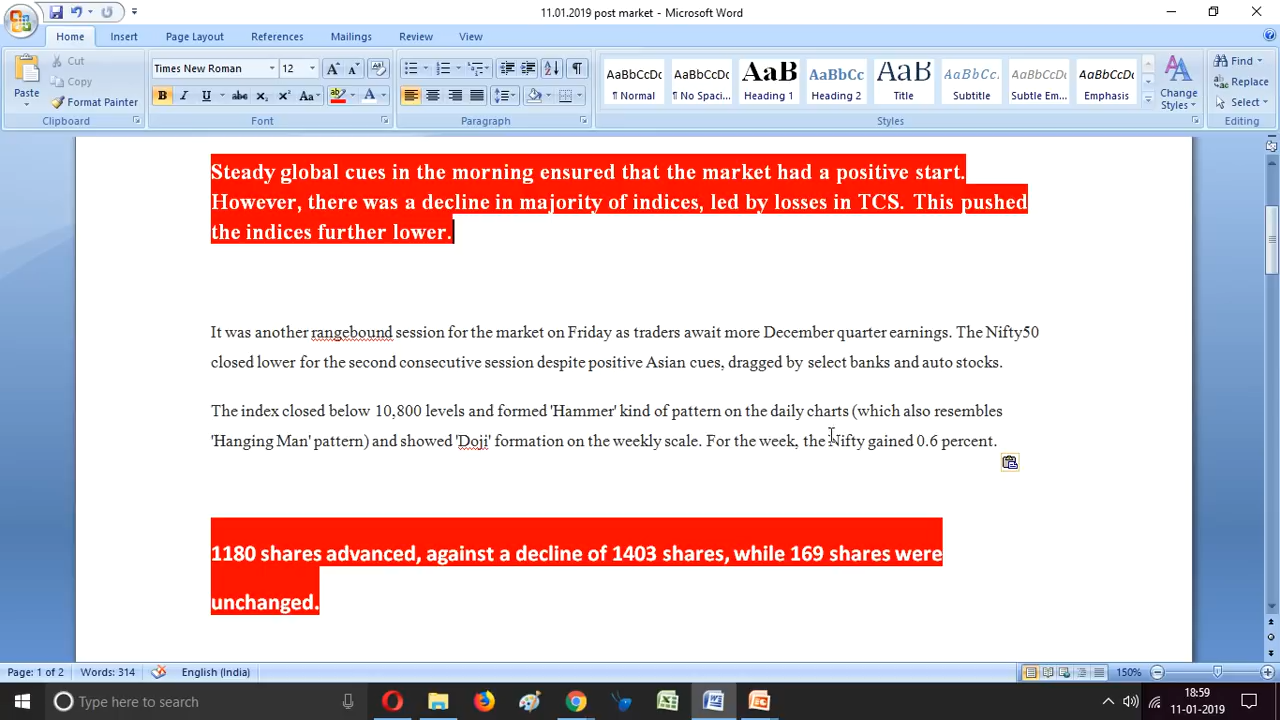 11.01.2019 post market - Microsoft Word
Home Insert Page Layout References Mailings Review View
Paste
Cut
Copy
Format Painter
Clipboard
Times New Roman 12
Font
Paragraph
AaBbCcDc AaBbCcDc AaB AaBbCc AaB AaBbCc. AaBbCcDc AaBbCcDc
¶ Normal ¶ No Spaci... Heading 1 Heading 2 Title Subtitle Subtle Em... Emphasis
Change Styles
Styles
Find
Replace
Select
Editing
Steady global cues in the morning ensured that the market had a positive start.
However, there was a decline in majority of indices, led by losses in TCS. This pushed
the indices further lower.
It was another rangebound session for the market on Friday as traders await more December quarter earnings. The Nifty50
closed lower for the second consecutive session despite positive Asian cues, dragged by select banks and auto stocks.
The index closed below 10,800 levels and formed 'Hammer' kind of pattern on the daily charts (which also resembles
'Hanging Man' pattern) and showed 'Doji' formation on the weekly scale. For the week, the Nifty gained 0.6 percent.
1180 shares advanced, against a decline of 1403 shares, while 169 shares were
unchanged.
Page: 1 of 2 Words: 314 English (India) 150%
Type here to search
18:59
11-01-2019